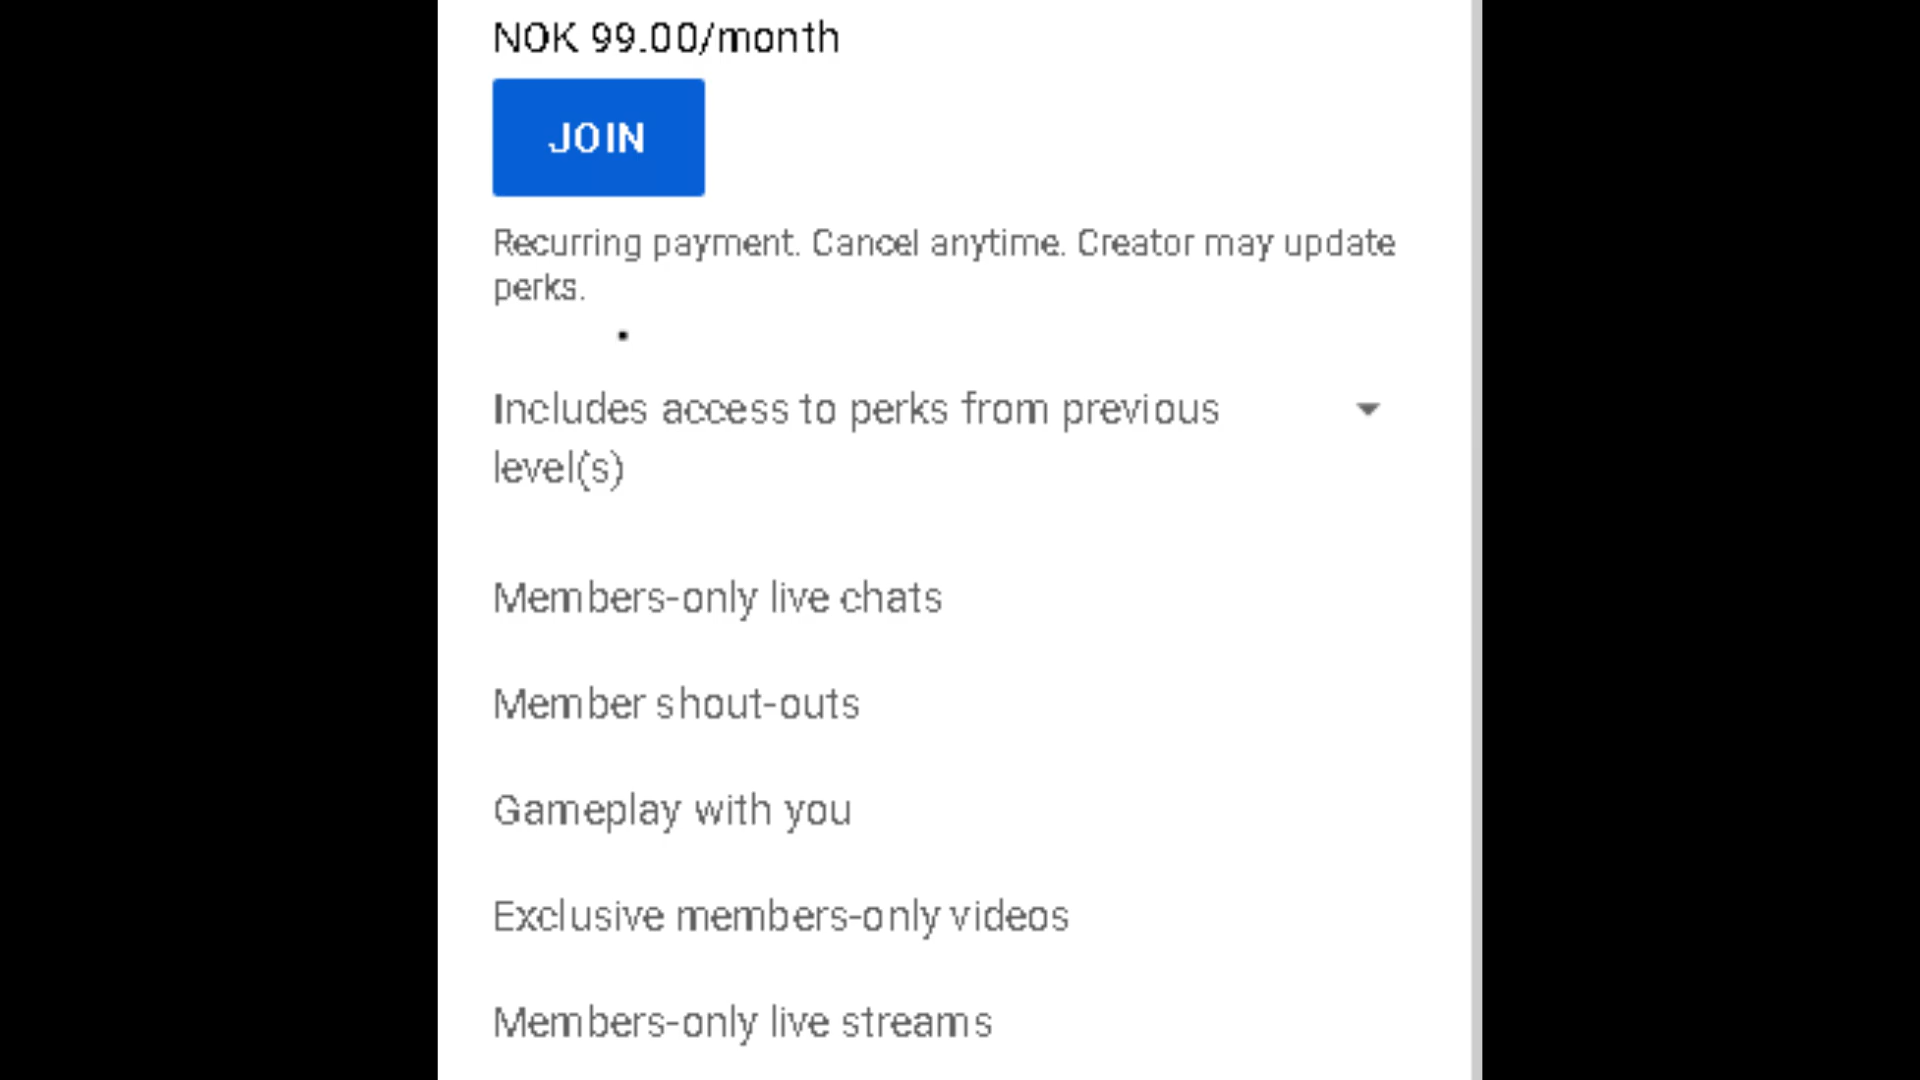 NOK 99.00/month
JOIN
Recurring payment. Cancel anytime. Creator may update
perks.
Includes access to perks from previous
level(s)
Members-only live chats
Member shout-outs
Gameplay with you
Exclusive members-only videos
Members-only live streams